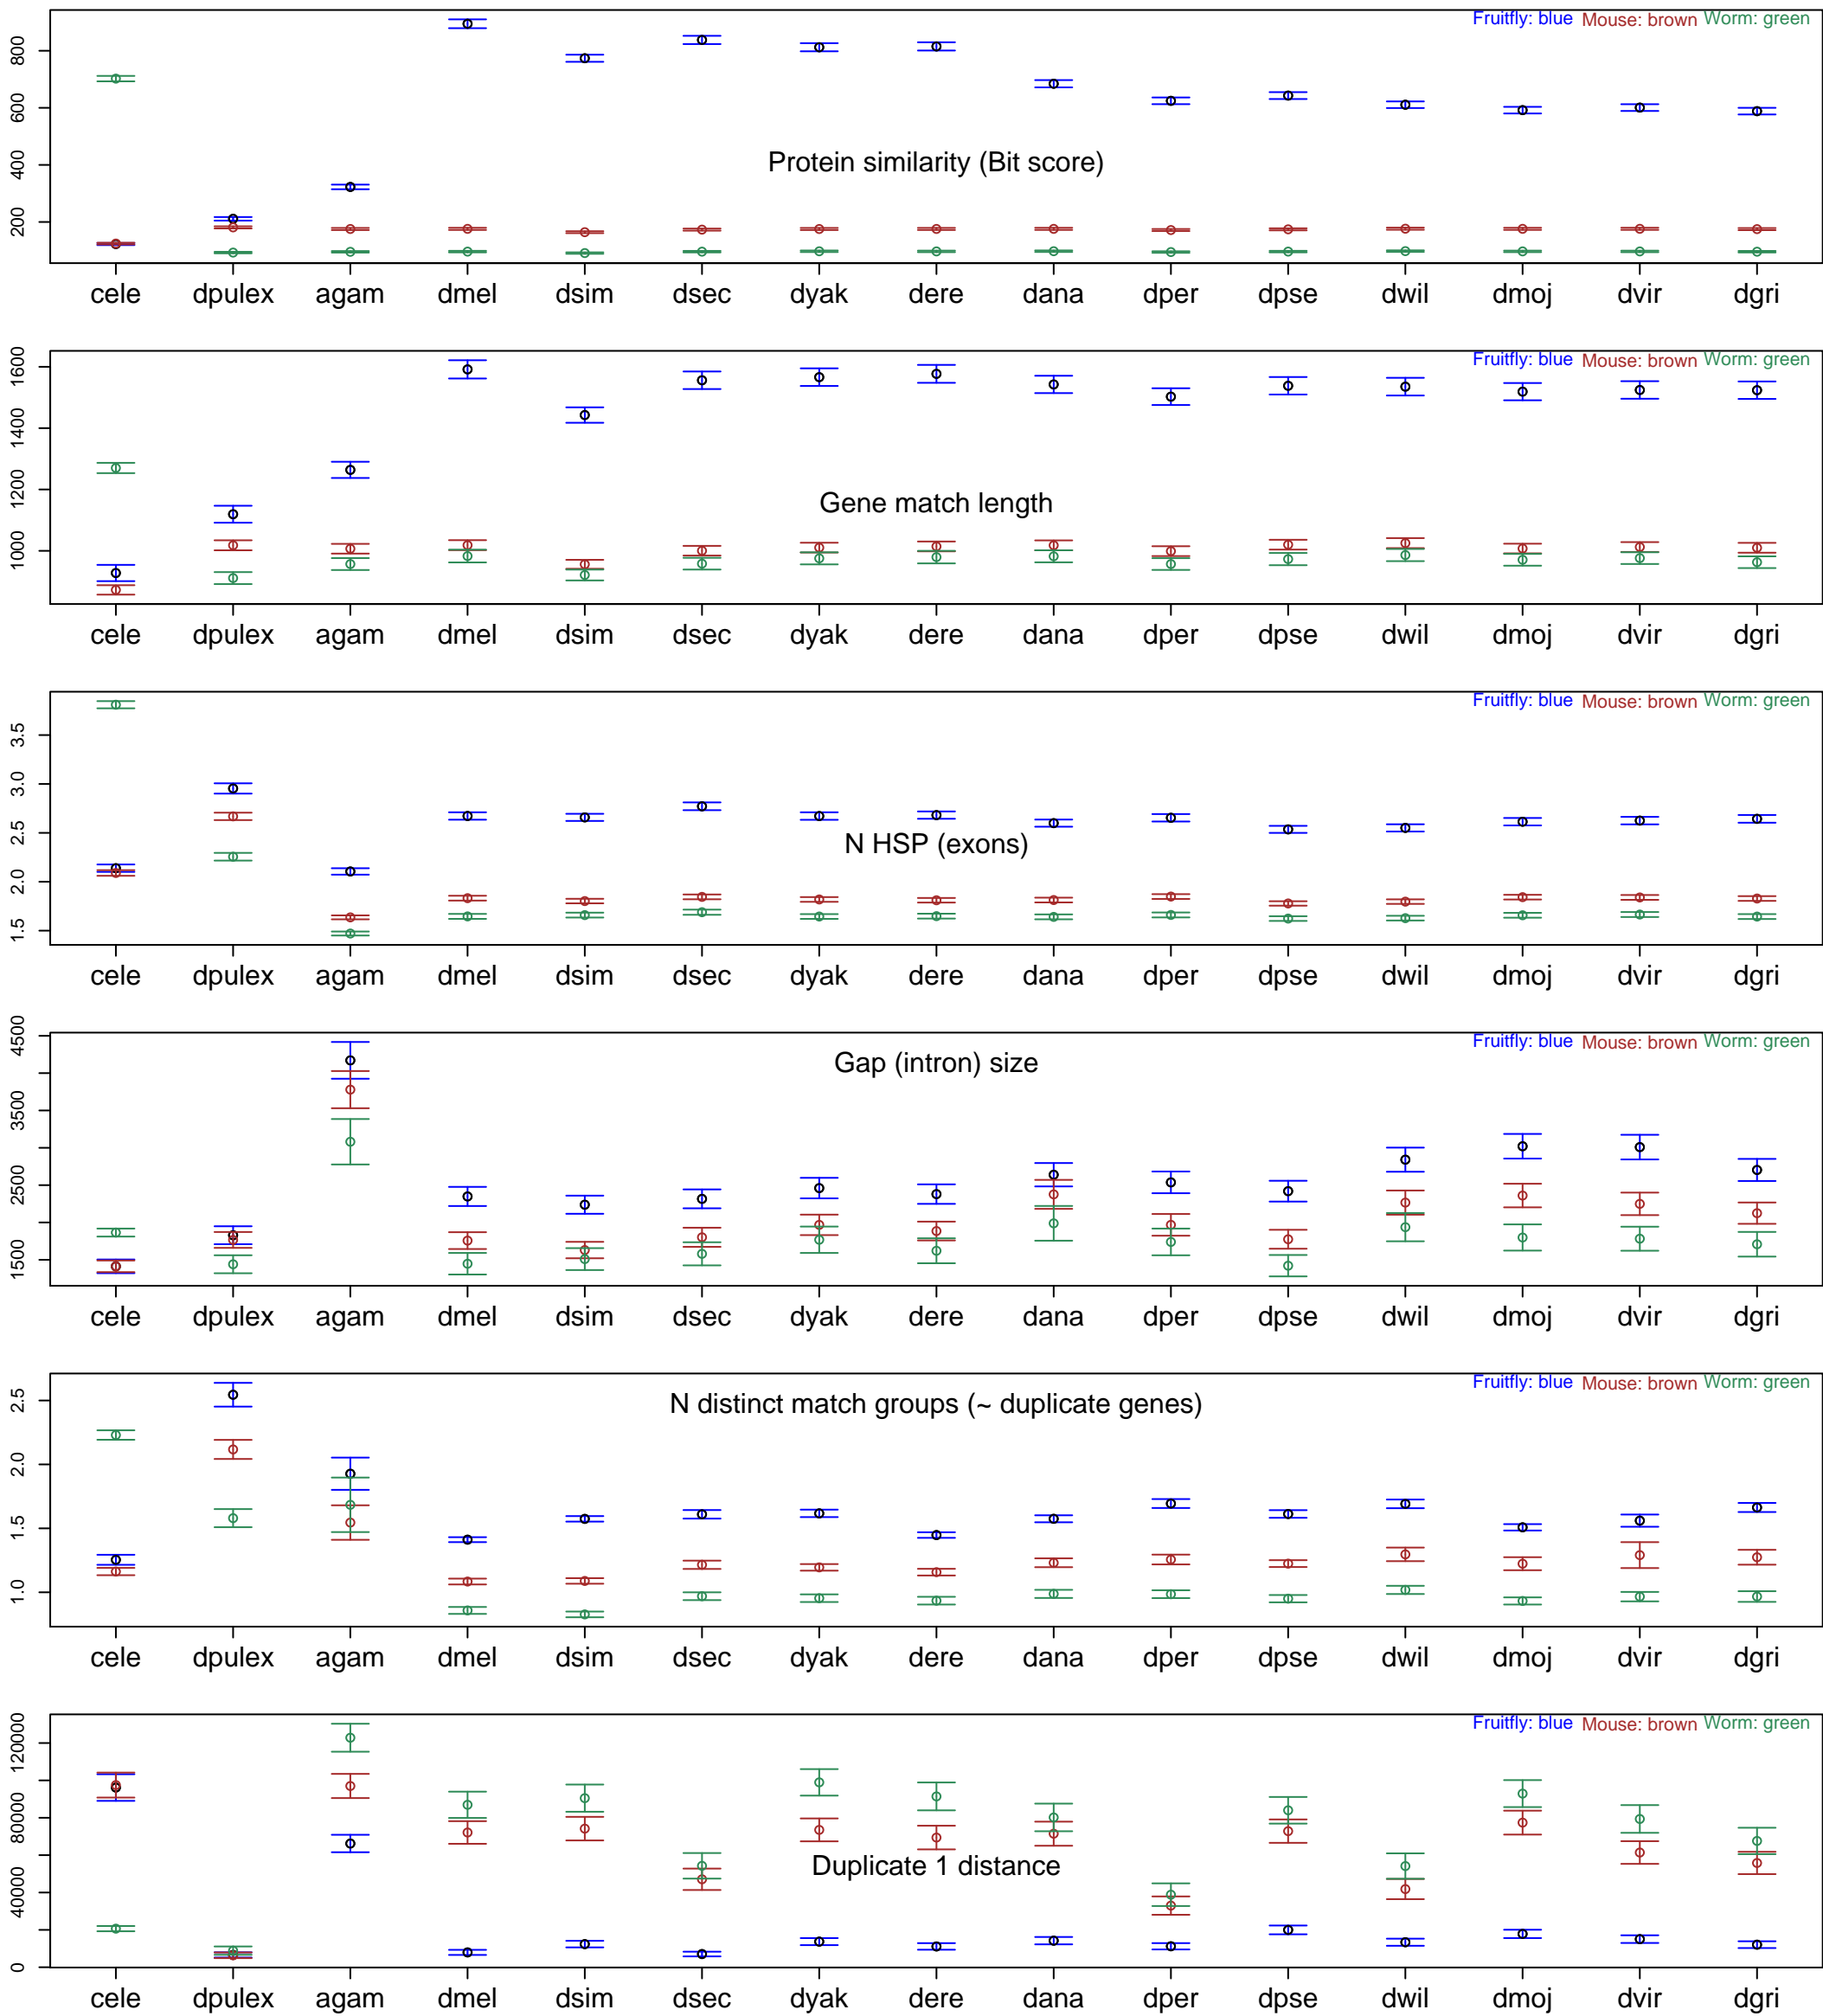 Fruitfly: blue Mouse: brown Worm: green
800
600
400
200
Protein similarity (Bit score)
cele dpulex agam dmel dsim dsec dyak dere dana dper dpse dwil dmoj dvir dgri
Fruitfly: blue Mouse: brown Worm: green
1600
1400
1200
1000
Gene match length
cele dpulex agam dmel dsim dsec dyak dere dana dper dpse dwil dmoj dvir dgri
Fruitfly: blue Mouse: brown Worm: green
3.5
3.0
2.5
2.0
1.5
N HSP (exons)
cele dpulex agam dmel dsim dsec dyak dere dana dper dpse dwil dmoj dvir dgri
Fruitfly: blue Mouse: brown Worm: green
4500
3500
2500
1500
Gap (intron) size
cele dpulex agam dmel dsim dsec dyak dere dana dper dpse dwil dmoj dvir dgri
Fruitfly: blue Mouse: brown Worm: green
2.5
2.0
1.5
1.0
N distinct match groups (~ duplicate genes)
cele dpulex agam dmel dsim dsec dyak dere dana dper dpse dwil dmoj dvir dgri
Fruitfly: blue Mouse: brown Worm: green
120000
80000
40000
0
Duplicate 1 distance
cele dpulex agam dmel dsim dsec dyak dere dana dper dpse dwil dmoj dvir dgri